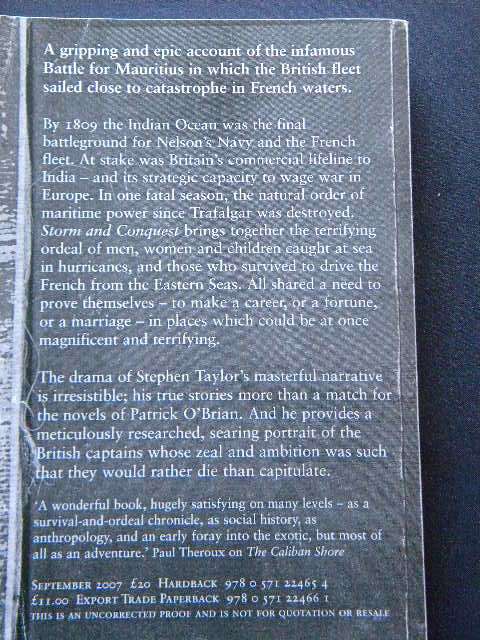 A gripping and epic account of the infamous
Battle for Mauritius in which the British fleet
sailed close to catastrophe in French waters.
By 1809 the Indian Ocean was the final
battleground for Nelson's Navy and the French
fleet. At stake was Britain's commercial lifeline to
India – and its strategic capacity to wage war in
Europe. In one fatal season, the natural order of
maritime power since Trafalgar was destroyed.
Storm and Conquest brings together the terrifying
ordeal of men, women and children caught at sea
in hurricanes, and those who survived to drive the
French from the Eastern Seas. All shared a need to
prove themselves – to make a career, or a fortune,
or a marriage – in places which could be at once
magnificent and terrifying.
The drama of Stephen Taylor's masterful narrative
is irresistible; his true stories more than a match for
the novels of Patrick O'Brian. And he provides a
meticulously researched, searing portrait of the
British captains whose zeal and ambition was such
that they would rather die than capitulate.
'A wonderful book, hugely satisfying on many levels – as a
survival-and-ordeal chronicle, as social history, as
anthropology, and an early foray into the exotic, but most of
all as an adventure.' Paul Theroux on The Caliban Shore
SEPTEMBER 2007 £20 HARDBACK 978 0 571 22465 4
£11.00 EXPORT TRADE PAPERBACK 978 0 571 22466 1
THIS IS AN UNCORRECTED PROOF AND IS NOT FOR QUOTATION OR RESALE